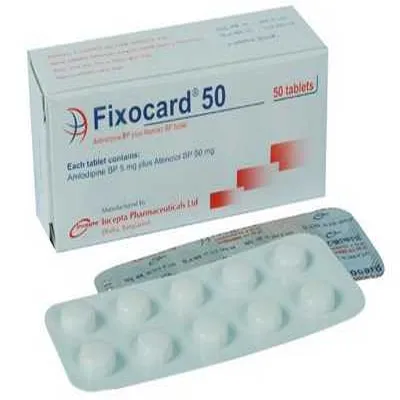 Fixocard® 50
50 tablets
Amlodipine BP plus Atenolol BP Tablet
Each tablet contains:
Amlodipine BP 5 mg plus Atenolol BP 50 mg
Manufactured by
Incepta Pharmaceuticals Ltd
Dhaka, Bangladesh